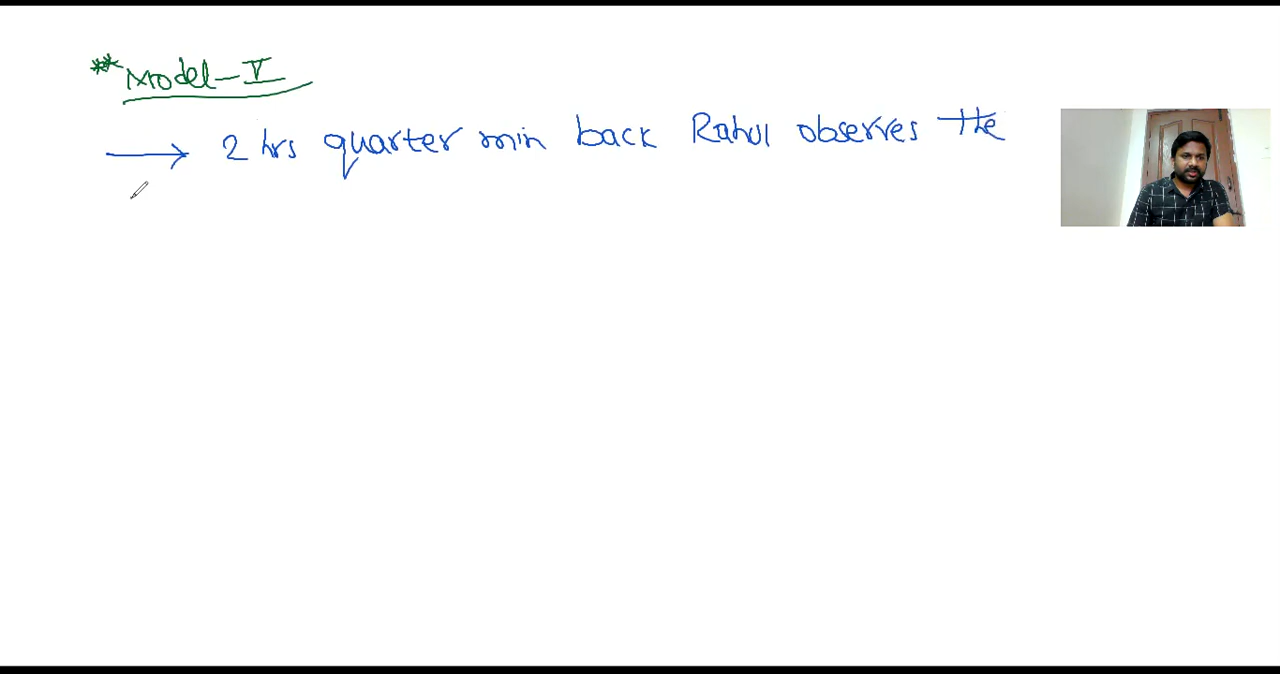 ** Model-V
→ 2 hrs quarter min back Rahul observes the